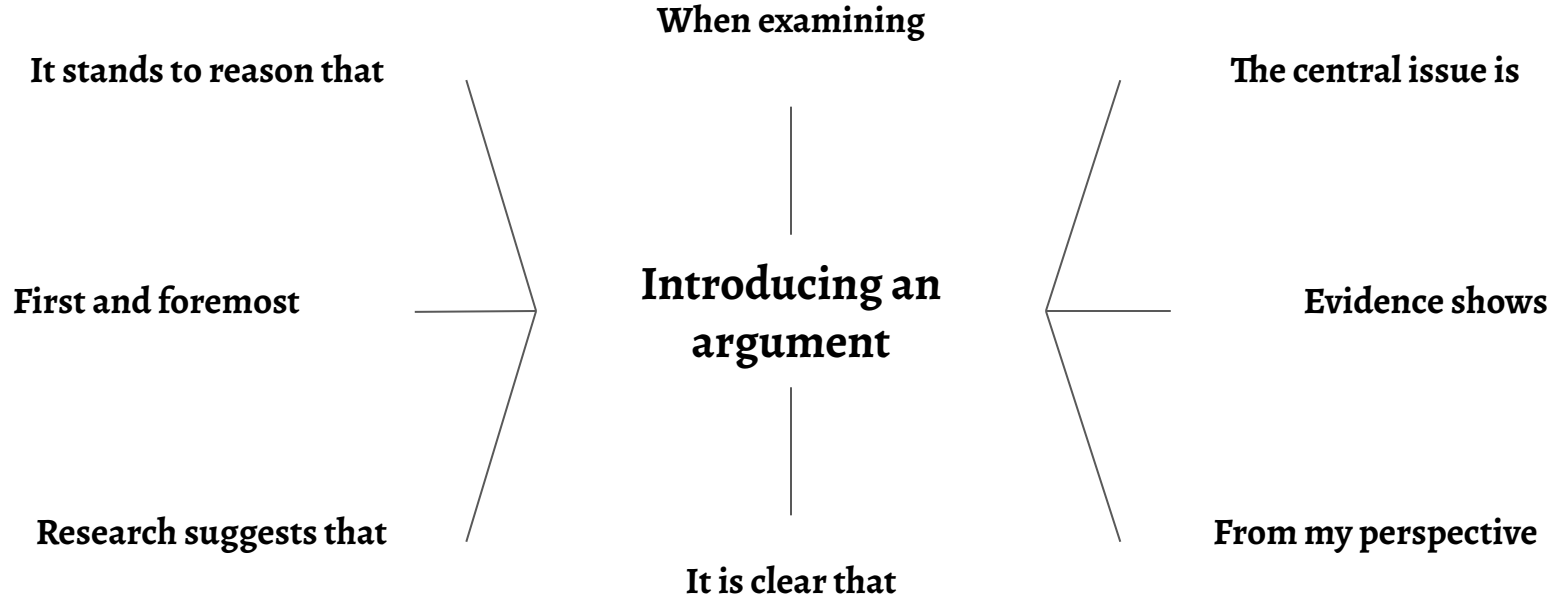 When examining
It stands to reason that
The central issue is
Introducing an
argument
First and foremost
Evidence shows
Research suggests that
From my perspective
It is clear that